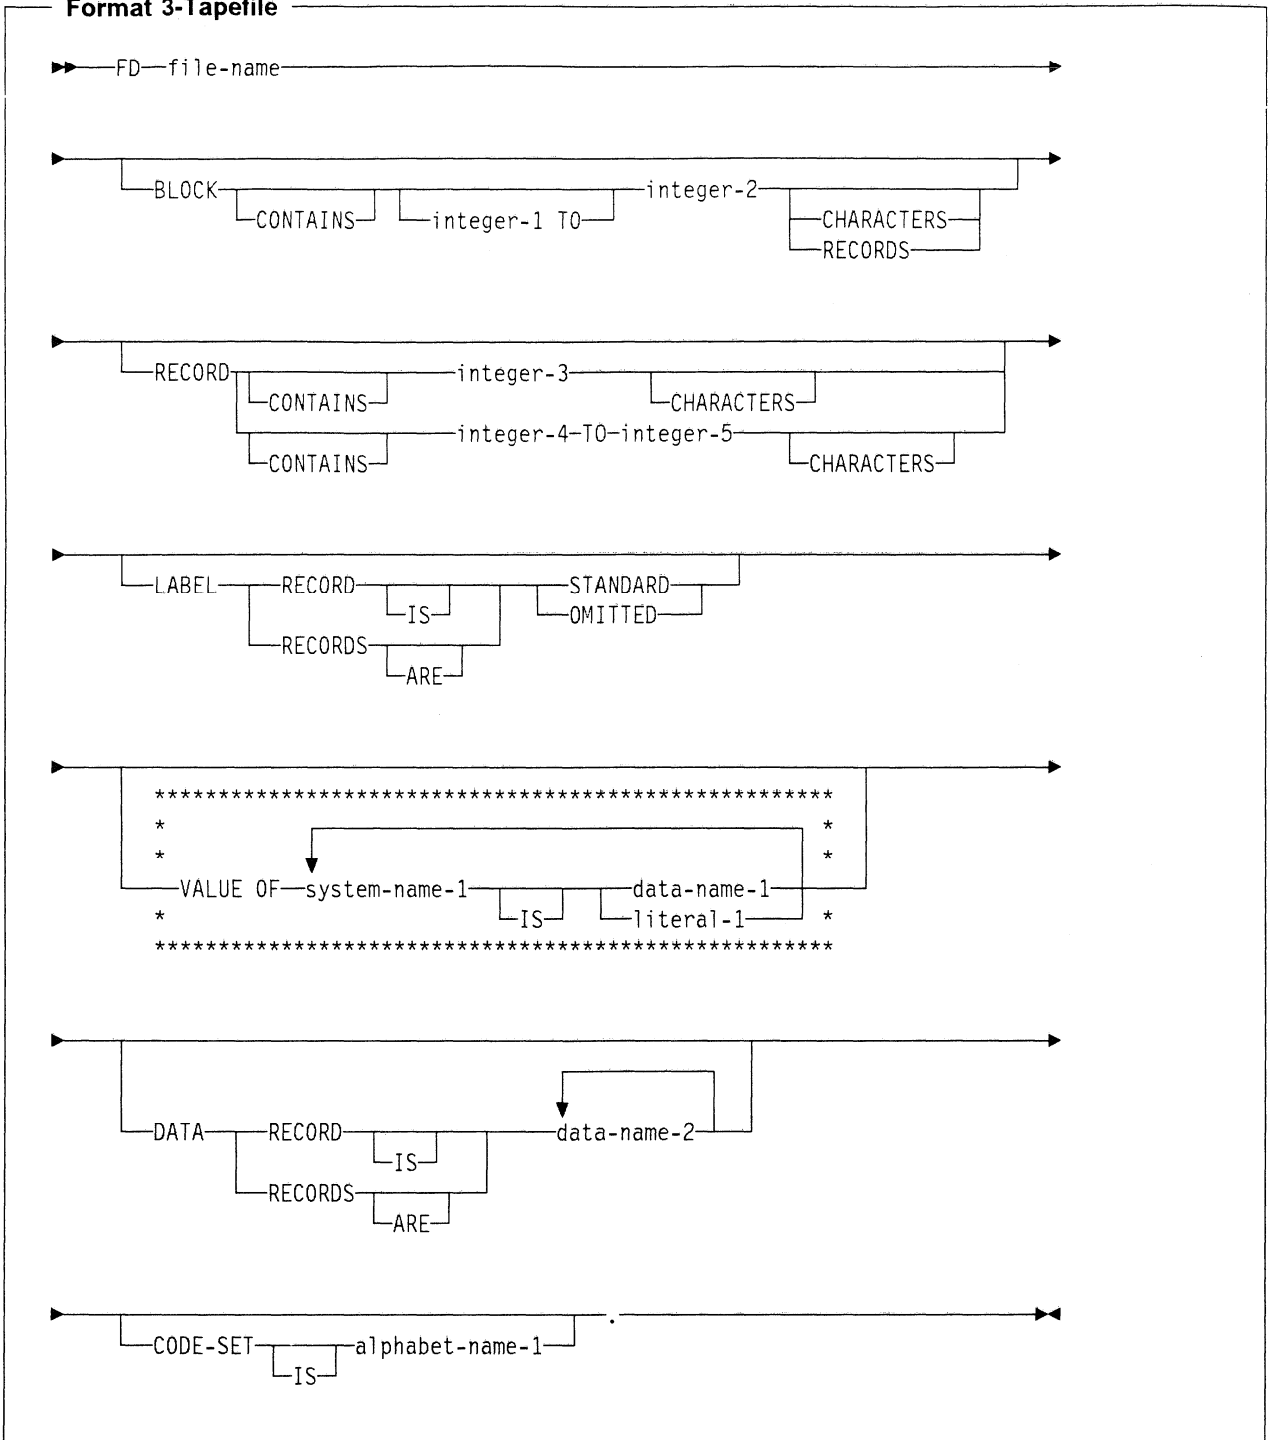 Format 3-Tapefile
FD file-name
BLOCK integer-2
CONTAINS integer-1 TO CHARACTERS
RECORDS
RECORD integer-3
CONTAINS CHARACTERS
integer-4 TO integer-5
CONTAINS CHARACTERS
LABEL RECORD STANDARD
IS OMITTED
RECORDS
ARE
**************************************************
* *
* *
VALUE OF system-name-1 data-name-1
* IS literal-1 *
**************************************************
DATA RECORD data-name-2
IS
RECORDS
ARE
.
CODE-SET alphabet-name-1
IS